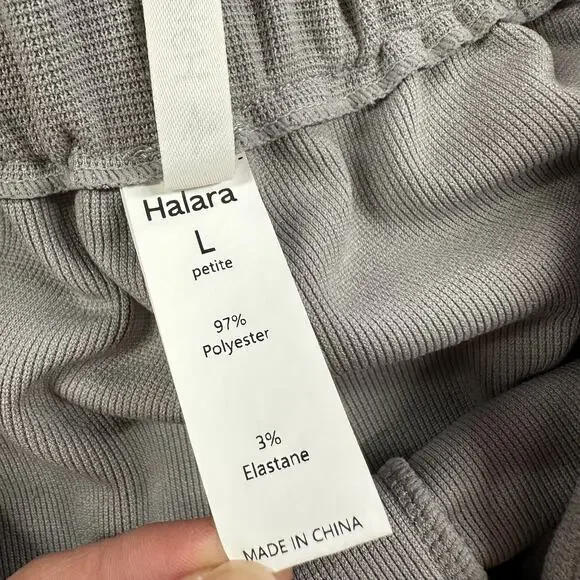 Halara
L
petite
97%
Polyester
3%
Elastane
MADE IN CHINA